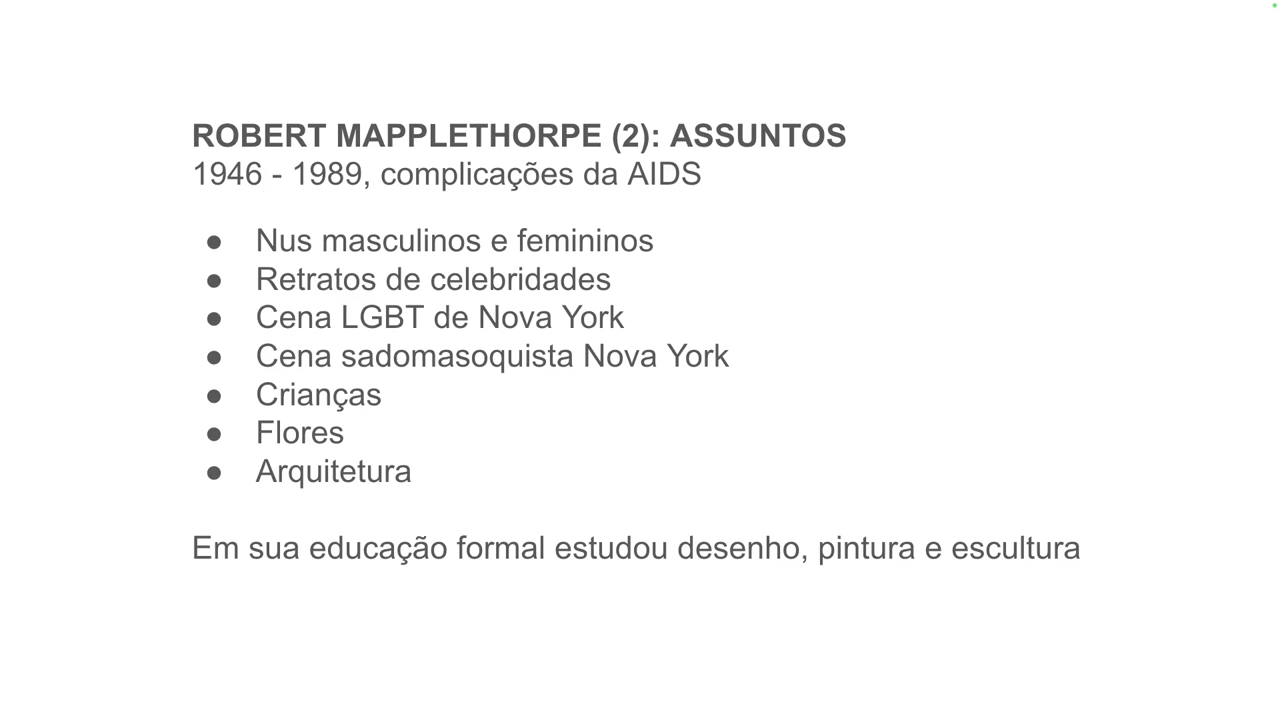 ROBERT MAPPLETHORPE (2): ASSUNTOS
1946 - 1989, complicações da AIDS
● Nus masculinos e femininos
● Retratos de celebridades
● Cena LGBT de Nova York
● Cena sadomasoquista Nova York
● Crianças
● Flores
● Arquitetura
Em sua educação formal estudou desenho, pintura e escultura